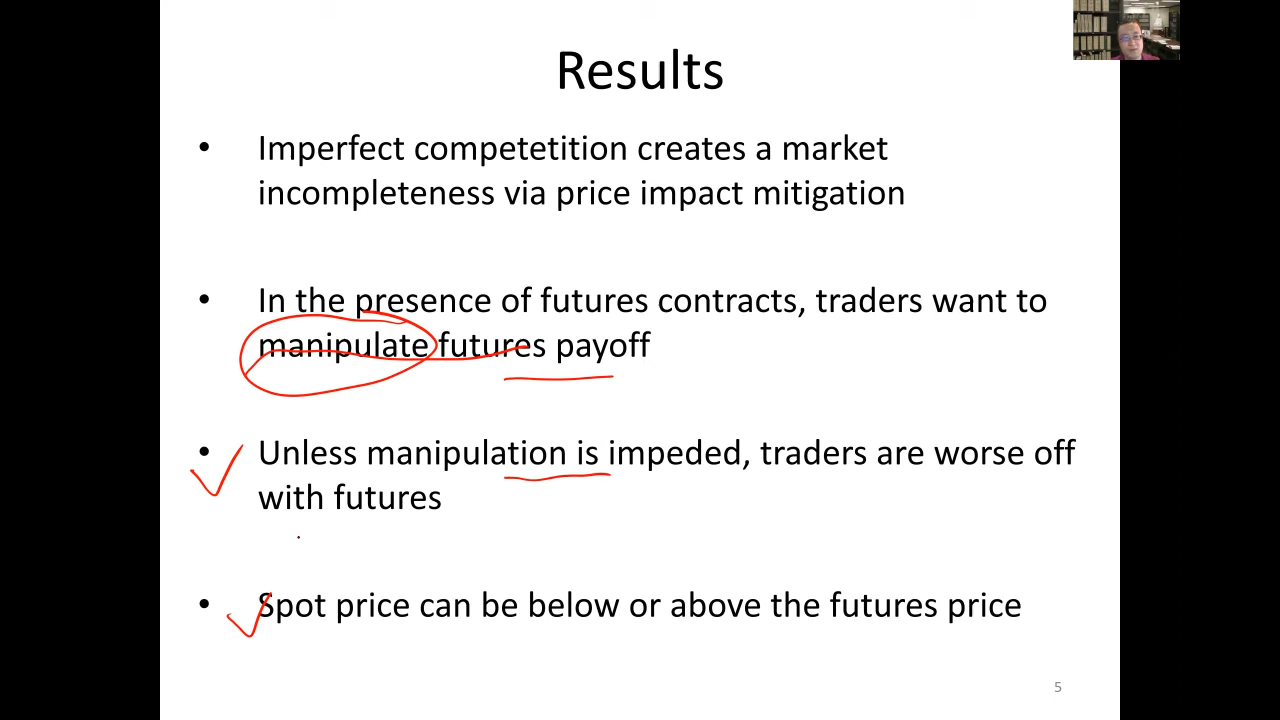 Results
• Imperfect competetition creates a market
incompleteness via price impact mitigation
• In the presence of futures contracts, traders want to
manipulate futures payoff
• Unless manipulation is impeded, traders are worse off
with futures
• Spot price can be below or above the futures price
5